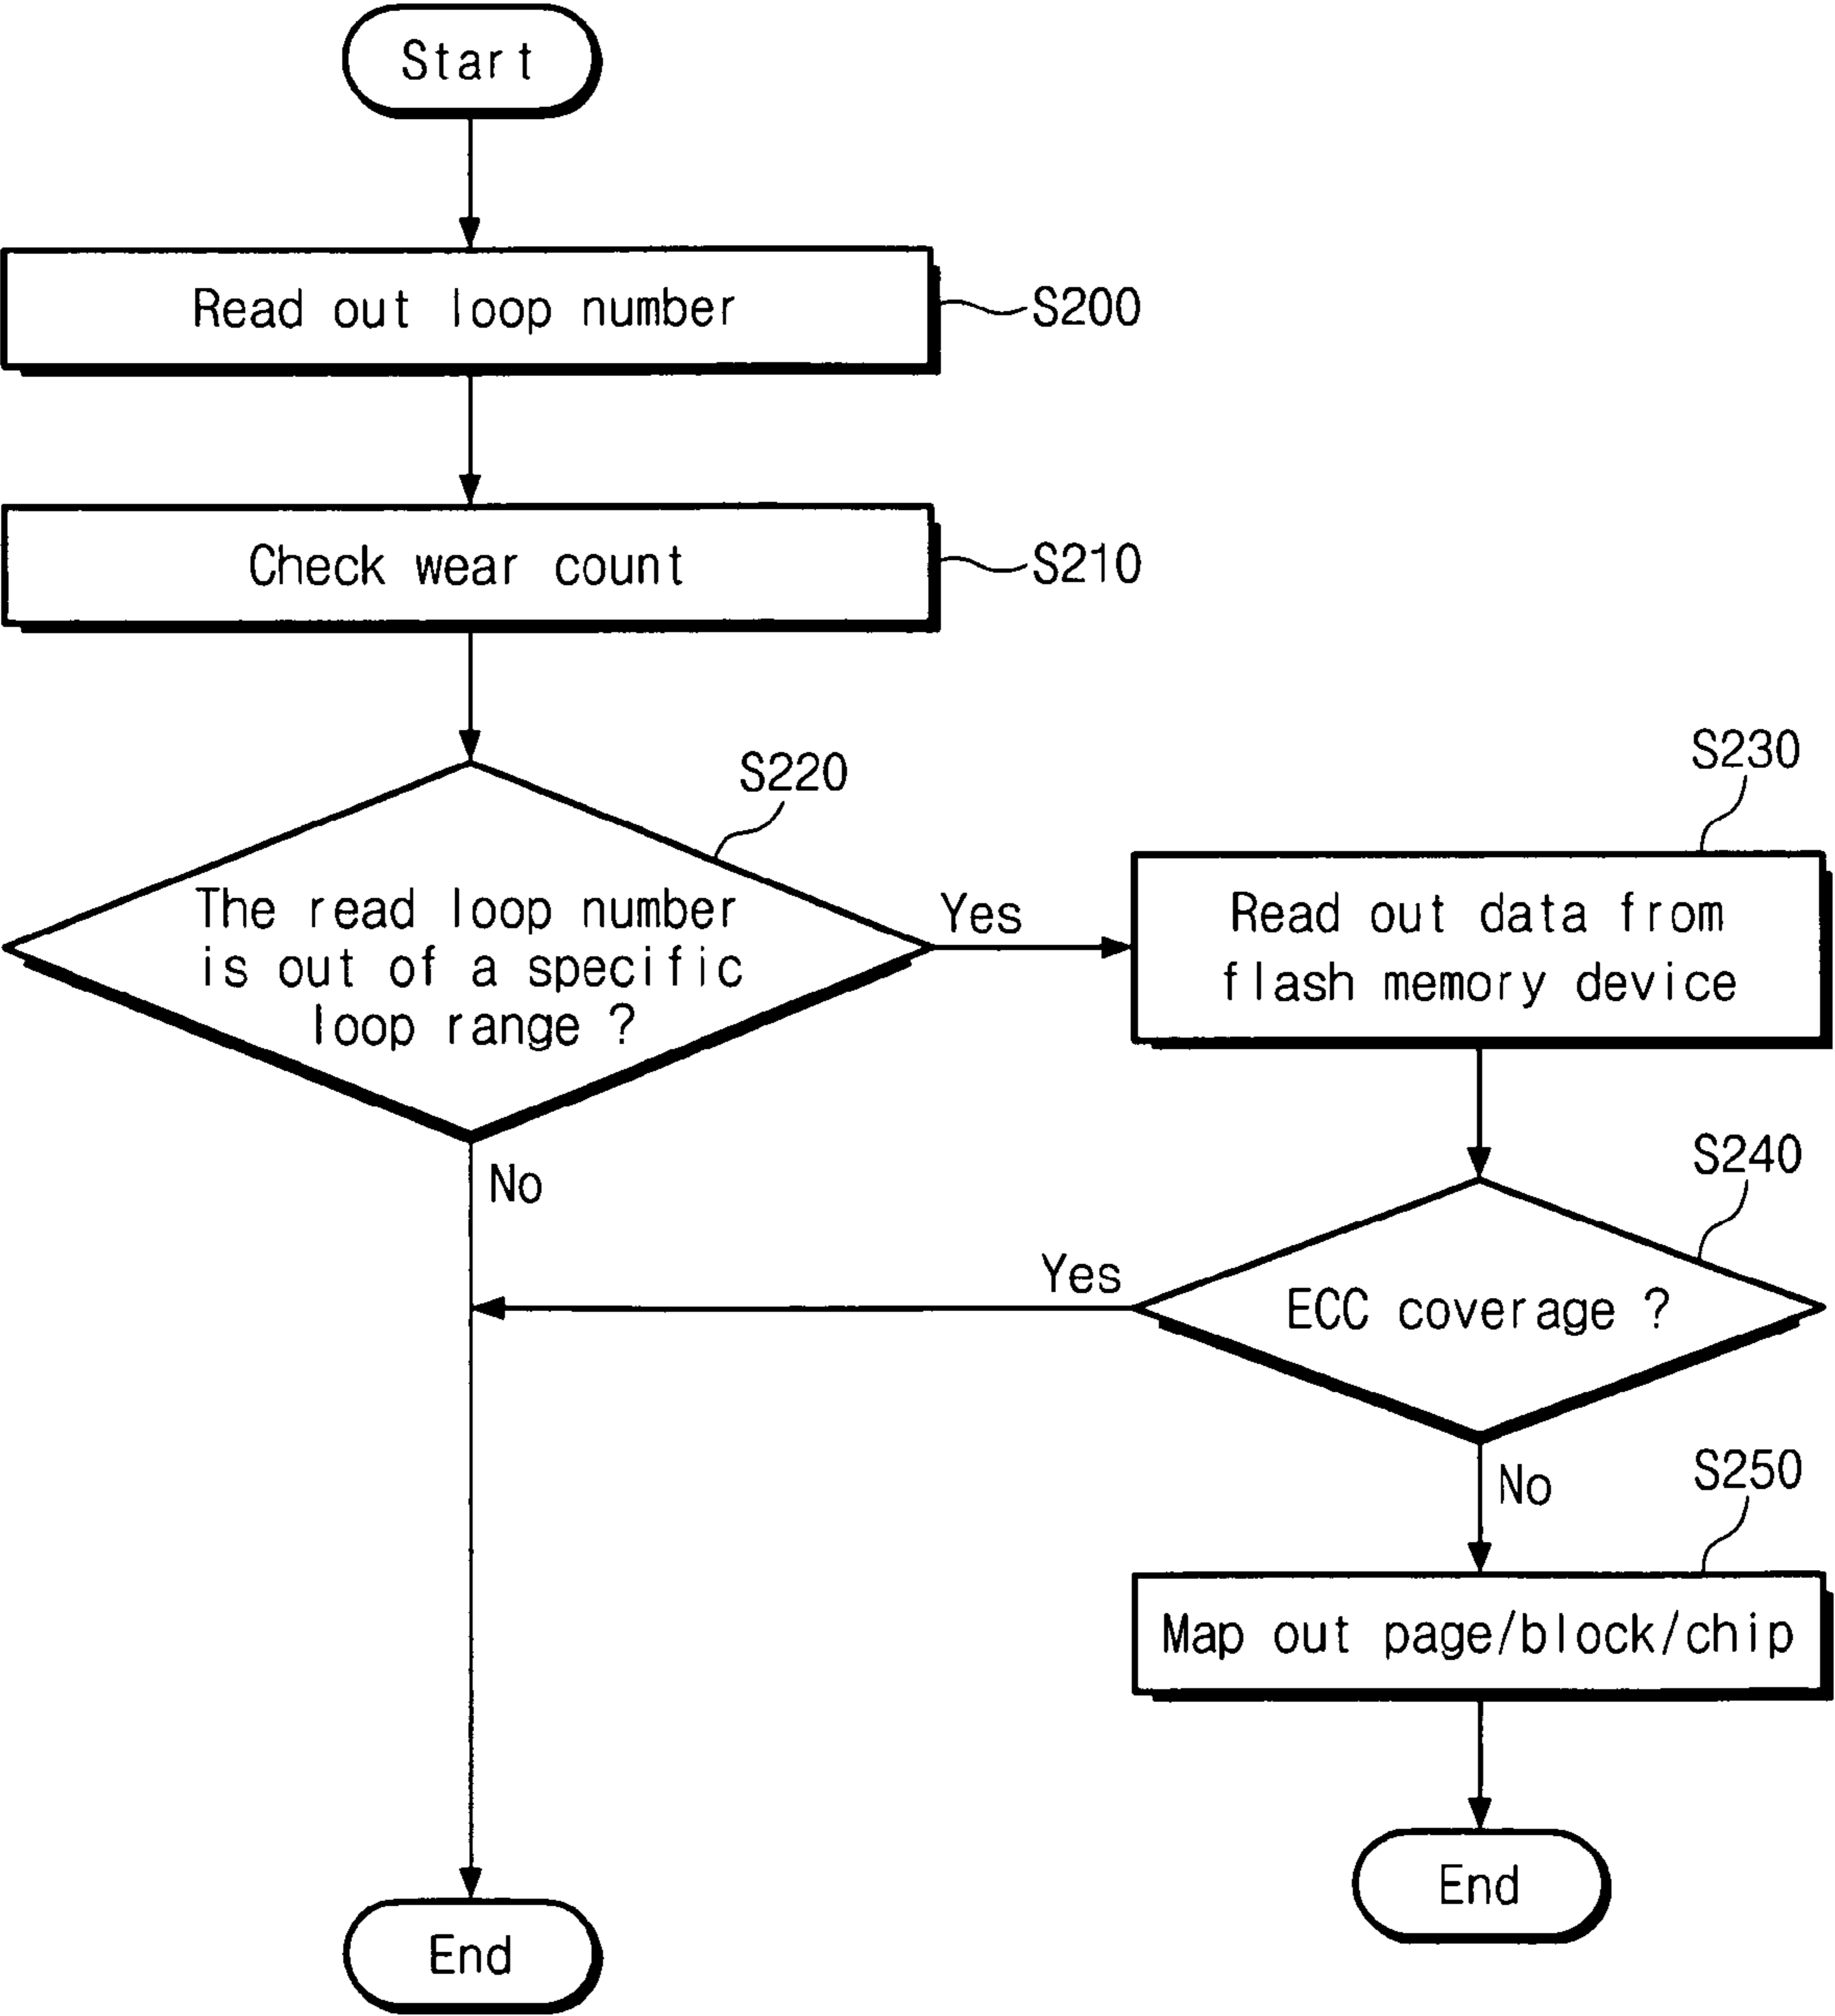 Start
Read out loop number
S200
Check wear count
S210
S220
The read loop number
is out of a specific
loop range ?
Yes
No
S230
Read out data from
flash memory device
S240
ECC coverage ?
Yes
No
S250
Map out page/block/chip
End
End